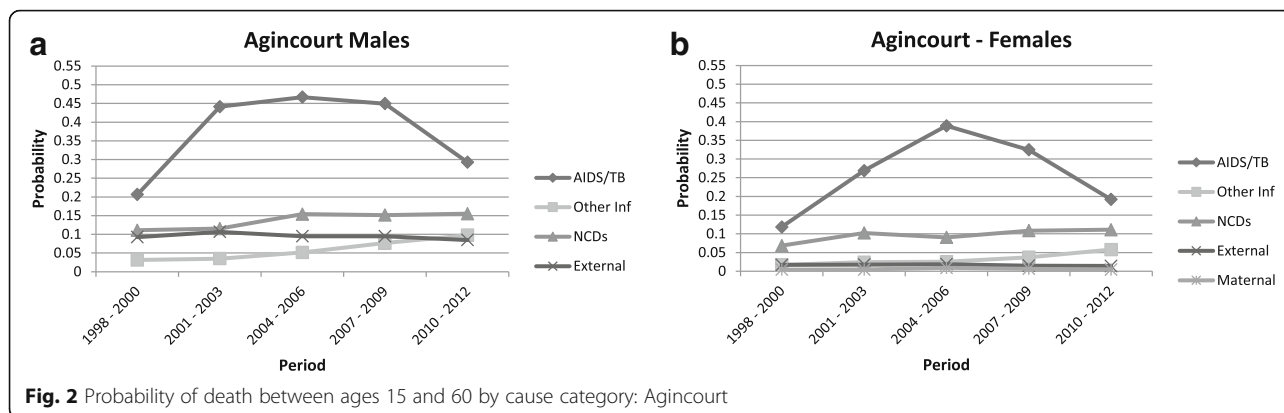 a
Agincourt Males
0.55
0.5
0.45
0.4
0.35
0.3
0.25
0.2
0.15
0.1
0.05
0
Probability
1998 - 2000
2001 - 2003
2004 - 2006
2007 - 2009
2010 - 2012
Period
AIDS/TB
Other Inf
NCDs
External
b
Agincourt - Females
0.55
0.5
0.45
0.4
0.35
0.3
0.25
0.2
0.15
0.1
0.05
0
Probability
1998 - 2000
2001 - 2003
2004 - 2006
2007 - 2009
2010 - 2012
Period
AIDS/TB
Other Inf
NCDs
External
Maternal
Fig. 2 Probability of death between ages 15 and 60 by cause category: Agincourt